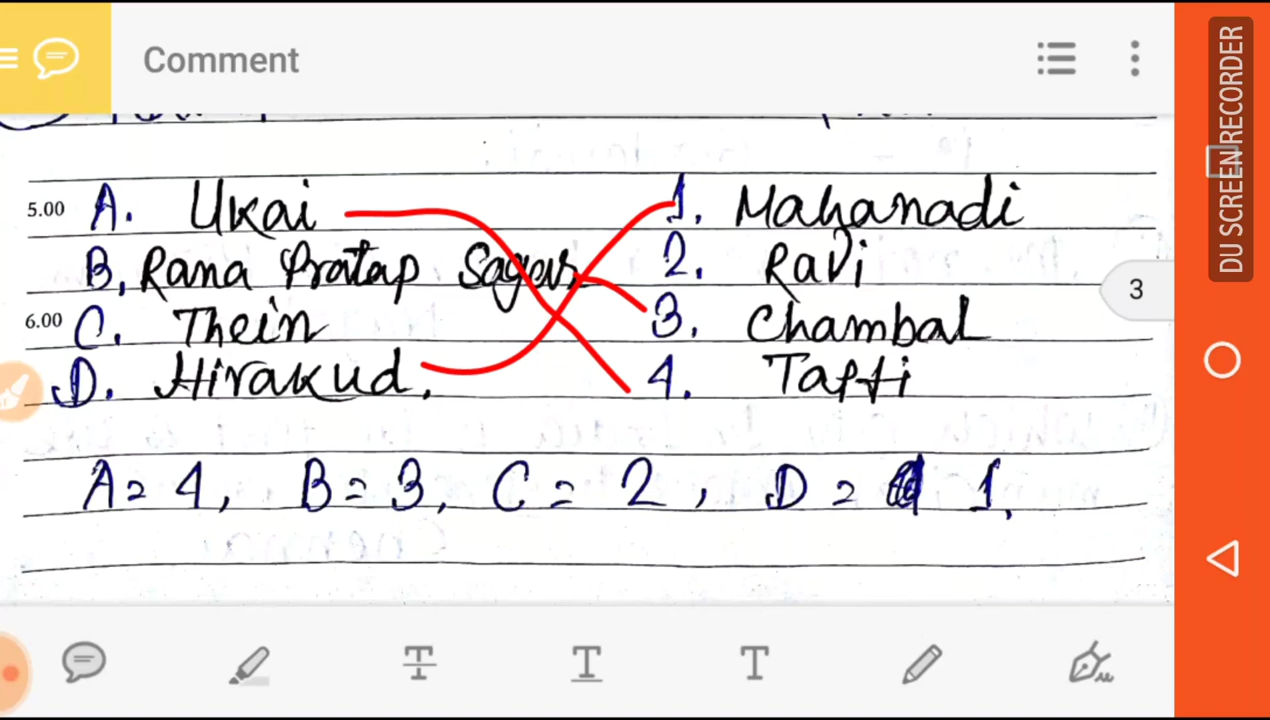 Comment
5.00 A. Ukai 1. Mahanadi
B, Rana Pratap Sagar 2. Ravi
3
6.00 C. Thein 3. Chambal
D. Hirakud. 4. Tapti
A = 4, B = 3, C = 2, D = 1.
DU SCREEN RECORDER